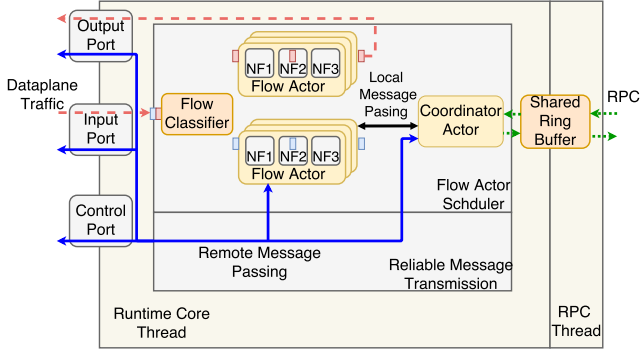 Output
Port
Dataplane
Traffic
Input
Port
Control
Port
NF1
NF2
NF3
Flow Actor
Flow
Classifier
NF1
NF2
NF3
Flow Actor
Local
Message
Pasing
Coordinator
Actor
Shared
Ring
Buffer
RPC
Flow Actor
Schduler
Remote Message
Passing
Reliable Message
Transmission
Runtime Core
Thread
RPC
Thread